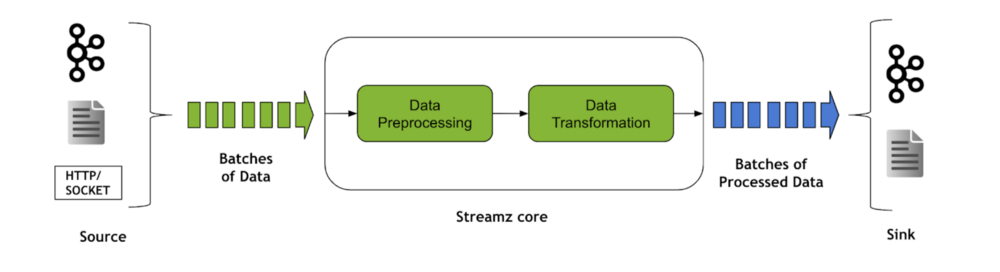 HTTP/
SOCKET
Source
Batches
of Data
Data
Preprocessing
Data
Transformation
Streamz core
Batches of
Processed Data
Sink